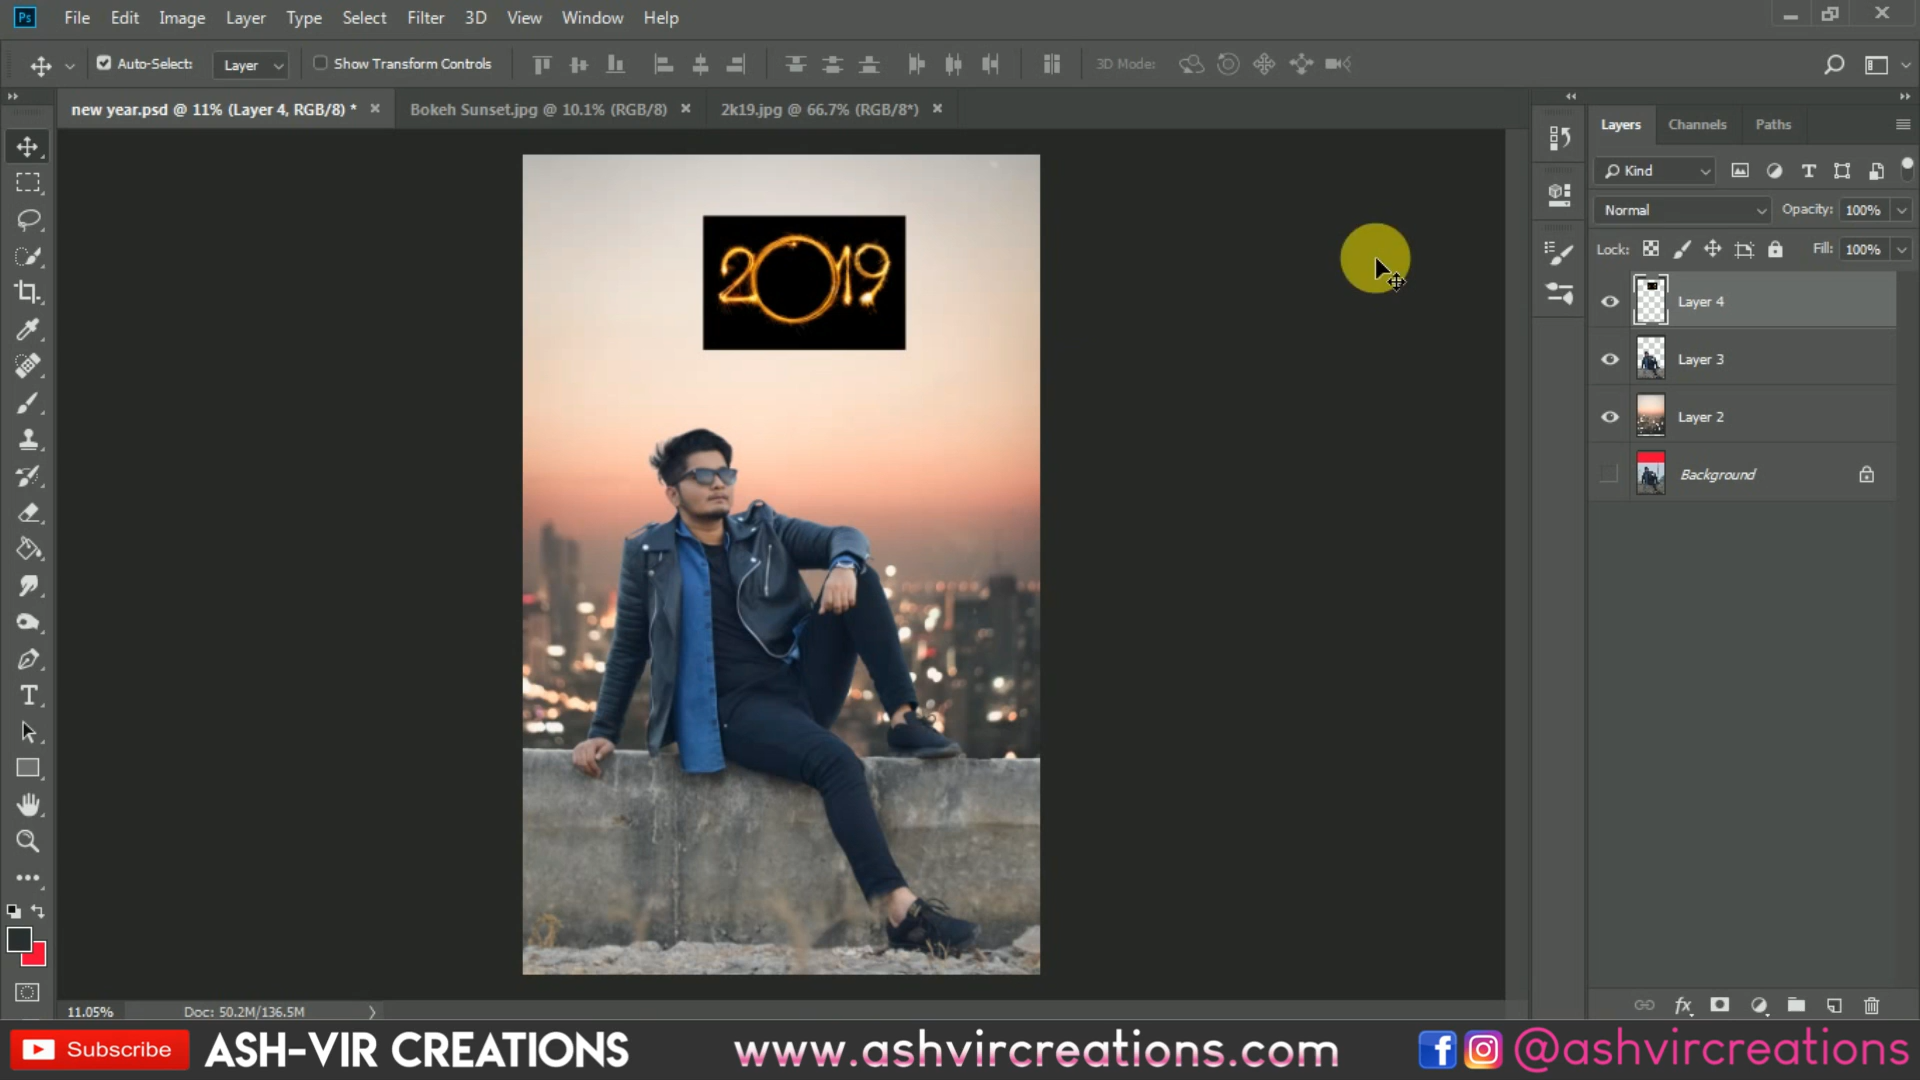 Ps File Edit Image Layer Type Select Filter 3D View Window Help
Auto-Select: Layer Show Transform Controls 3D Mode:
new year.psd @ 11% (Layer 4, RGB/8) * Bokeh Sunset.jpg @ 10.1% (RGB/8) 2k19.jpg @ 66.7% (RGB/8*)
Layers Channels Paths
Kind
Normal Opacity: 100%
Lock: Fill: 100%
Layer 4
Layer 3
Layer 2
Background
2019
11.05% Doc: 50.2M/136.5M
Subscribe ASH-VIR CREATIONS www.ashvircreations.com @ashvircreations